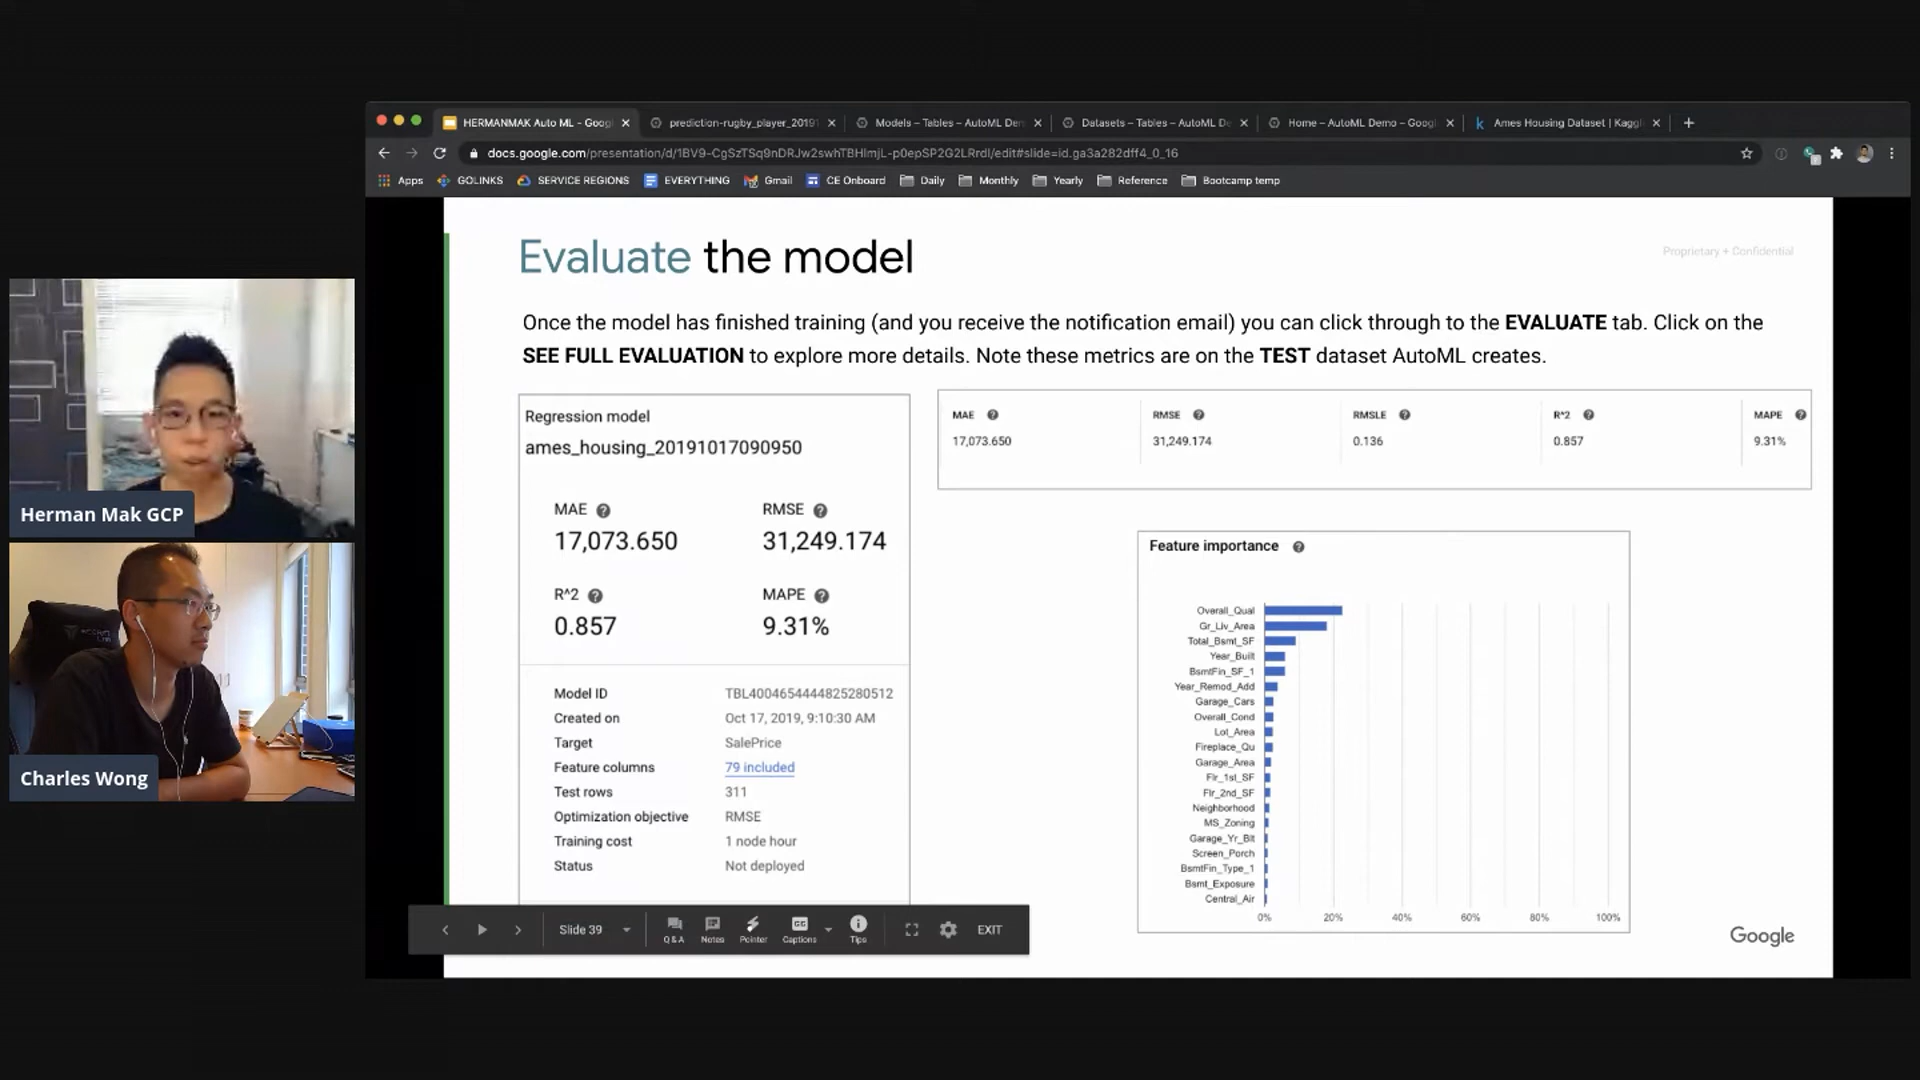 HERMANMAK Auto ML - Goog
prediction-rugby_player_2019
Models – Tables – AutoML Den
Datasets – Tables – AutoML De
Home – AutoML Demo – Googl
Ames Housing Dataset | Kaggl
docs.google.com/presentation/d/1BV9-CgSzTSq9nDRJw2swhTBHImjL-p0epSP2G2LRrdI/edit#slide=id.ga3a282dff4_0_16
Apps GOLINKS SERVICE REGIONS EVERYTHING Gmail CE Onboard Daily Monthly Yearly Reference Bootcamp temp
Evaluate the model
Proprietary + Confidential
Once the model has finished training (and you receive the notification email) you can click through to the EVALUATE tab. Click on the
SEE FULL EVALUATION to explore more details. Note these metrics are on the TEST dataset AutoML creates.
Regression model
ames_housing_20191017090950
MAE RMSE
17,073.650 31,249.174
R^2 MAPE
0.857 9.31%
Model ID TBL4004654444825280512
Created on Oct 17, 2019, 9:10:30 AM
Target SalePrice
Feature columns 79 included
Test rows 311
Optimization objective RMSE
Training cost 1 node hour
Status Not deployed
MAE RMSE RMSLE R^2 MAPE
17,073.650 31,249.174 0.136 0.857 9.31%
Feature importance
Overall_Qual
Gr_Liv_Area
Total_Bsmt_SF
Year_Built
BsmtFin_SF_1
Year_Remod_Add
Garage_Cars
Overall_Cond
Lot_Area
Fireplace_Qu
Garage_Area
Flr_1st_SF
Flr_2nd_SF
Neighborhood
MS_Zoning
Garage_Yr_Blt
Screen_Porch
BsmtFin_Type_1
Bsmt_Exposure
Central_Air
0% 20% 40% 60% 80% 100%
Google
Slide 39 Q&A Notes Pointer Captions Tips EXIT
Herman Mak GCP
Charles Wong